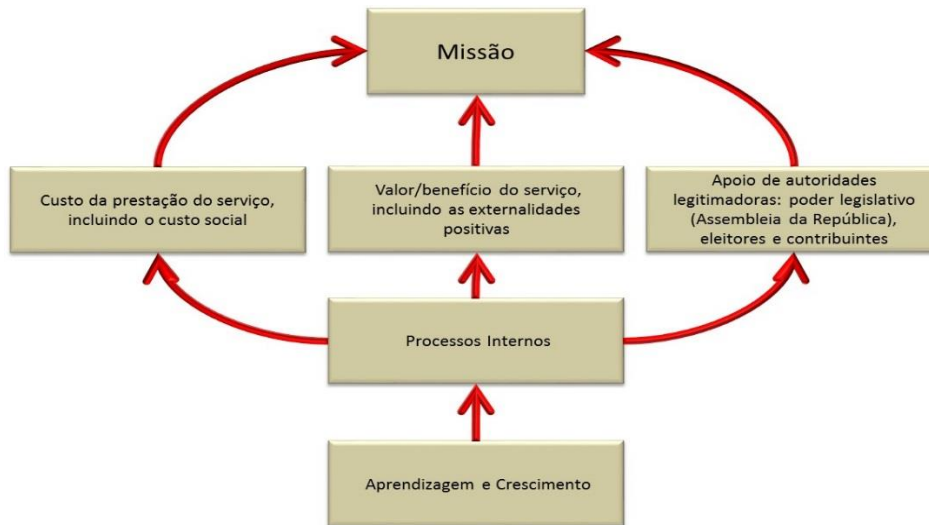 Missão
Custo da prestação do serviço,
incluindo o custo social
Valor/benefício do serviço,
incluindo as externalidades
positivas
Apoio de autoridades
legitimadoras: poder legislativo
(Assembleia da República),
eleitores e contribuintes
Processos Internos
Aprendizagem e Crescimento